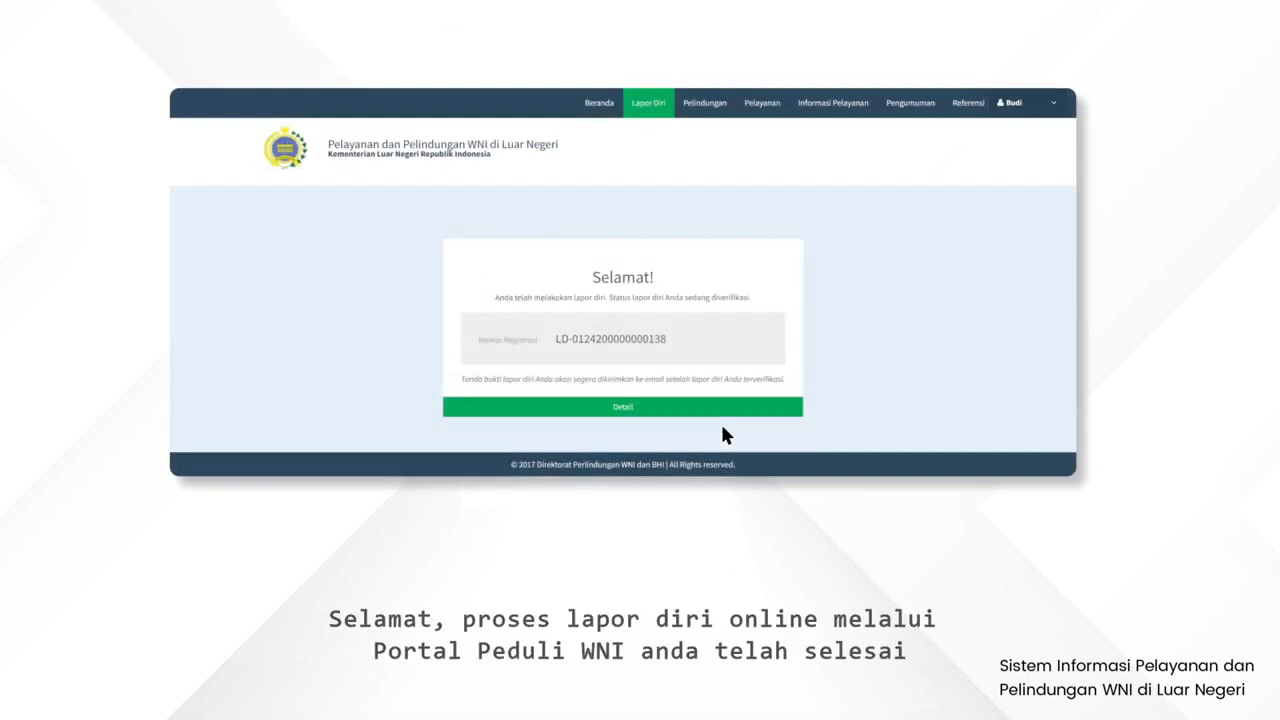 Beranda Lapor Diri Pelindungan Pelayanan Informasi Pelayanan Pengumuman Referensi Budi
Pelayanan dan Pelindungan WNI di Luar Negeri
Kementerian Luar Negeri Republik Indonesia
Selamat!
Anda telah melakukan lapor diri. Status lapor diri Anda sedang diverifikasi.
Nomor Registrasi LD-0124200000000138
Tanda bukti lapor diri Anda akan segera dikirimkan ke email setelah lapor diri Anda terverifikasi.
Detail
© 2017 Direktorat Perlindungan WNI dan BHI | All Rights reserved.
Selamat, proses lapor diri online melalui
Portal Peduli WNI anda telah selesai
Sistem Informasi Pelayanan dan
Pelindungan WNI di Luar Negeri